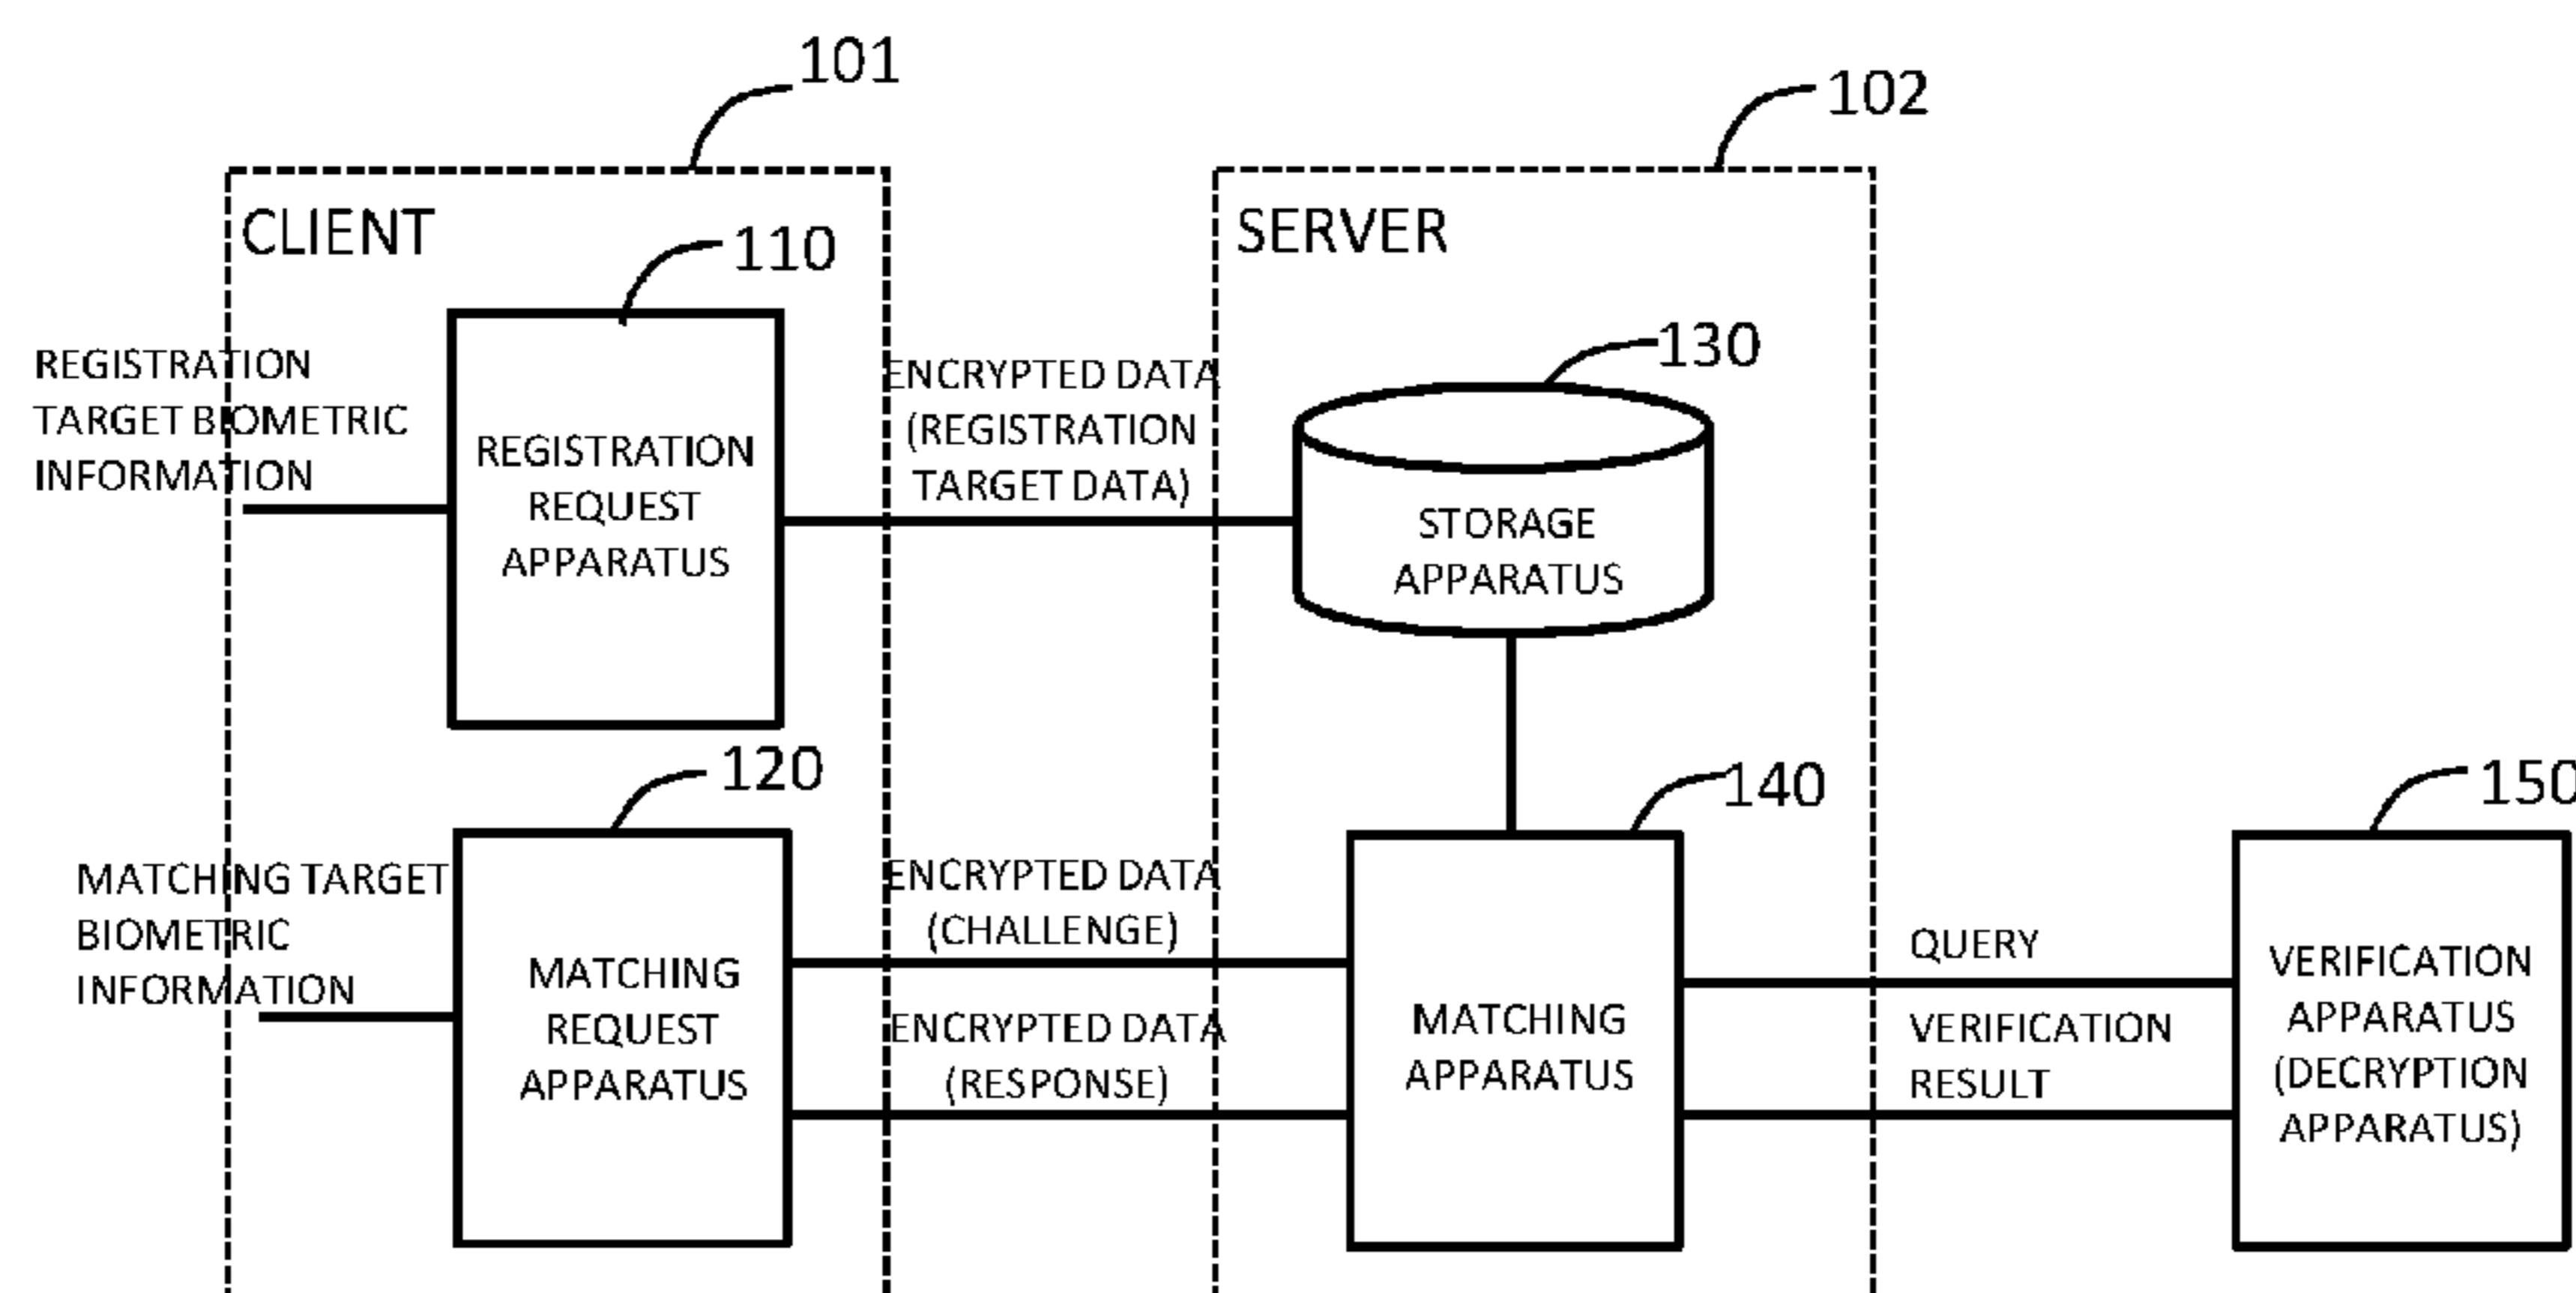 101
102
CLIENT
SERVER
110
130
REGISTRATION
TARGET BIOMETRIC
INFORMATION
REGISTRATION
REQUEST
APPARATUS
ENCRYPTED DATA
(REGISTRATION
TARGET DATA)
STORAGE
APPARATUS
120
140
150
MATCHING TARGET
BIOMETRIC
INFORMATION
MATCHING
REQUEST
APPARATUS
ENCRYPTED DATA
(CHALLENGE)
ENCRYPTED DATA
(RESPONSE)
MATCHING
APPARATUS
QUERY
VERIFICATION
RESULT
VERIFICATION
APPARATUS
(DECRYPTION
APPARATUS)